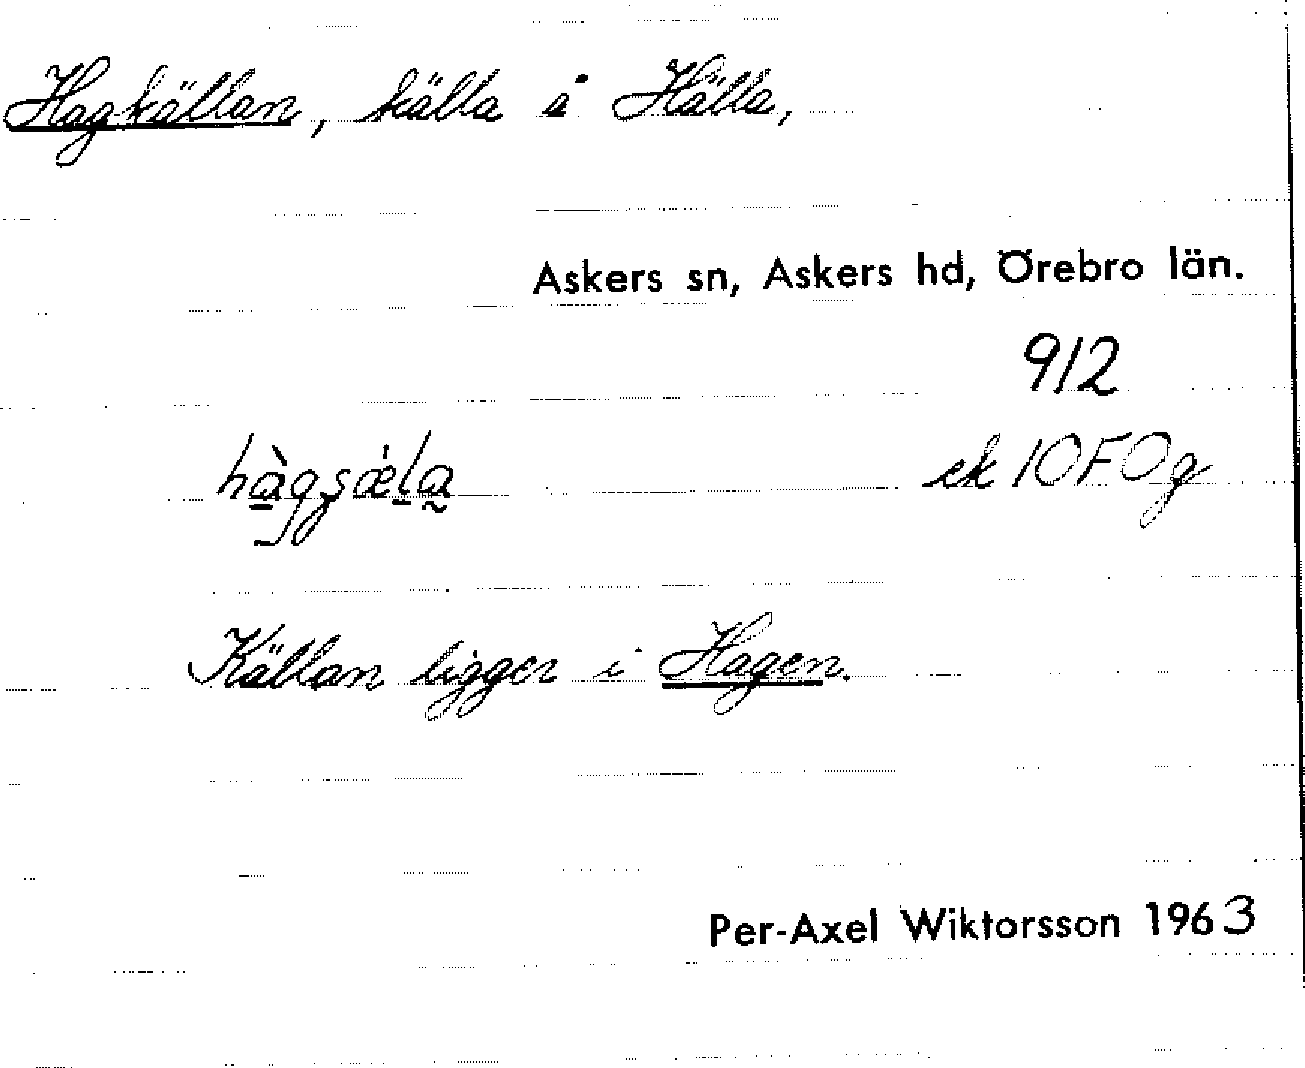 Hagkällan, källa i Hälla,
Askers sn, Askers hd, Örebro län.
912
hàgsǽla ek 10F0g
Källan ligger i Hagen.
Per-Axel Wiktorsson 1963